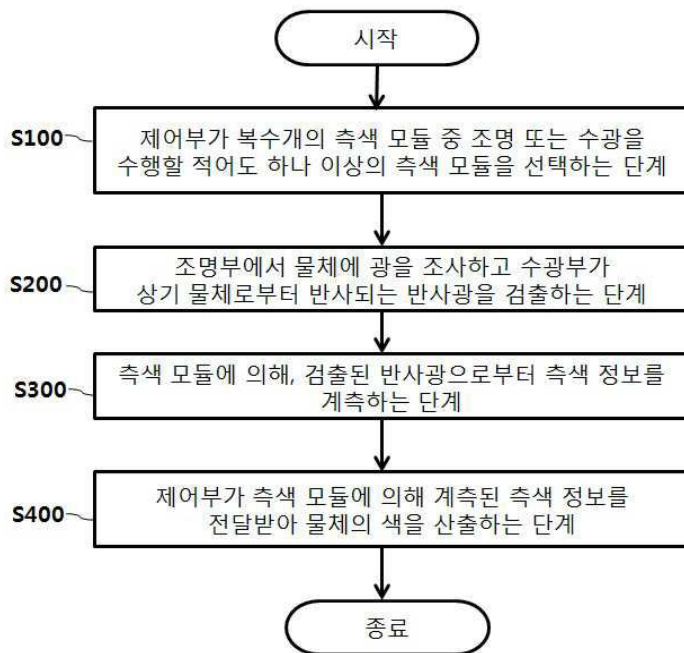 시작
S100
제어부가 복수개의 측색 모듈 중 조명 또는 수광을
수행할 적어도 하나 이상의 측색 모듈을 선택하는 단계
S200
조명부에서 물체에 광을 조사하고 수광부가
상기 물체로부터 반사되는 반사광을 검출하는 단계
S300
측색 모듈에 의해, 검출된 반사광으로부터 측색 정보를
계측하는 단계
S400
제어부가 측색 모듈에 의해 계측된 측색 정보를
전달받아 물체의 색을 산출하는 단계
종료